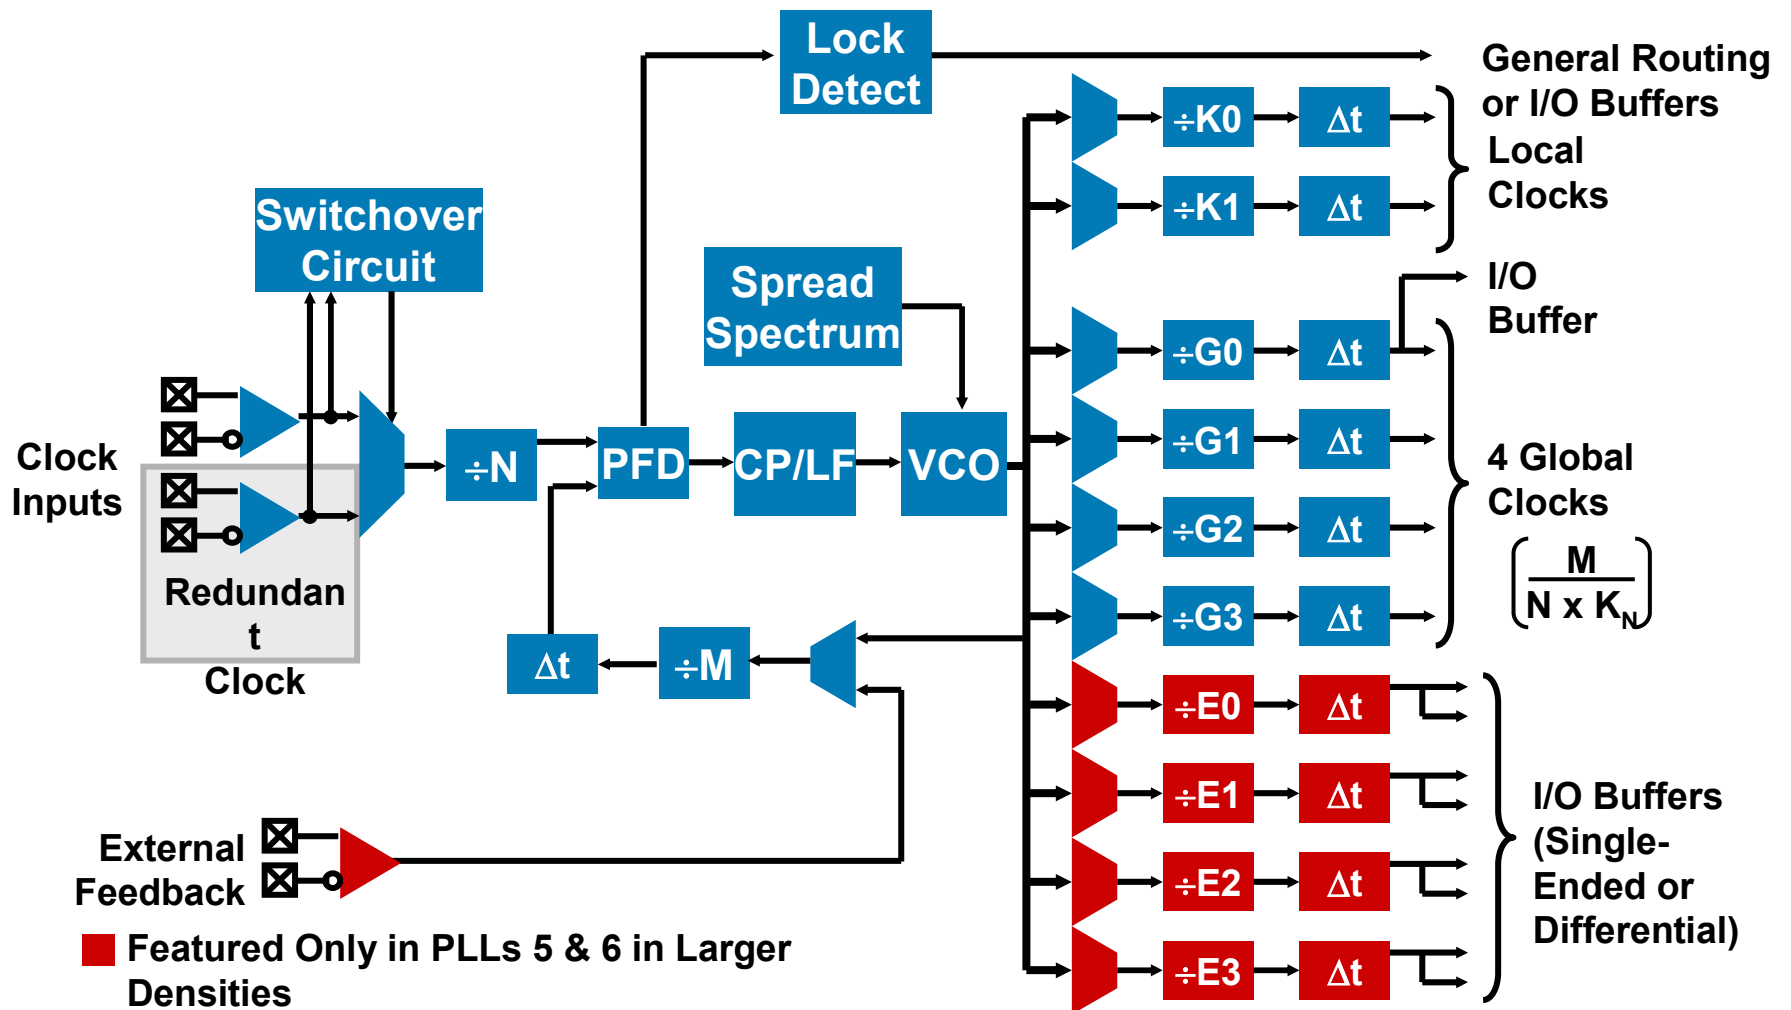 Lock
Detect
General Routing
or I/O Buffers
÷K0
Δt
Local
Clocks
÷K1
Δt
Switchover
Circuit
Spread
Spectrum
I/O
Buffer
÷G0
Δt
÷G1
Δt
4 Global
Clocks
Clock
Inputs
÷N
PFD
CP/LF
VCO
÷G2
Δt
M
N x KN
Redundan
t
Clock
÷G3
Δt
Δt
÷M
÷E0
Δt
÷E1
Δt
I/O Buffers
(Single-
Ended or
Differential)
External
Feedback
÷E2
Δt
÷E3
Δt
Featured Only in PLLs 5 & 6 in Larger
Densities